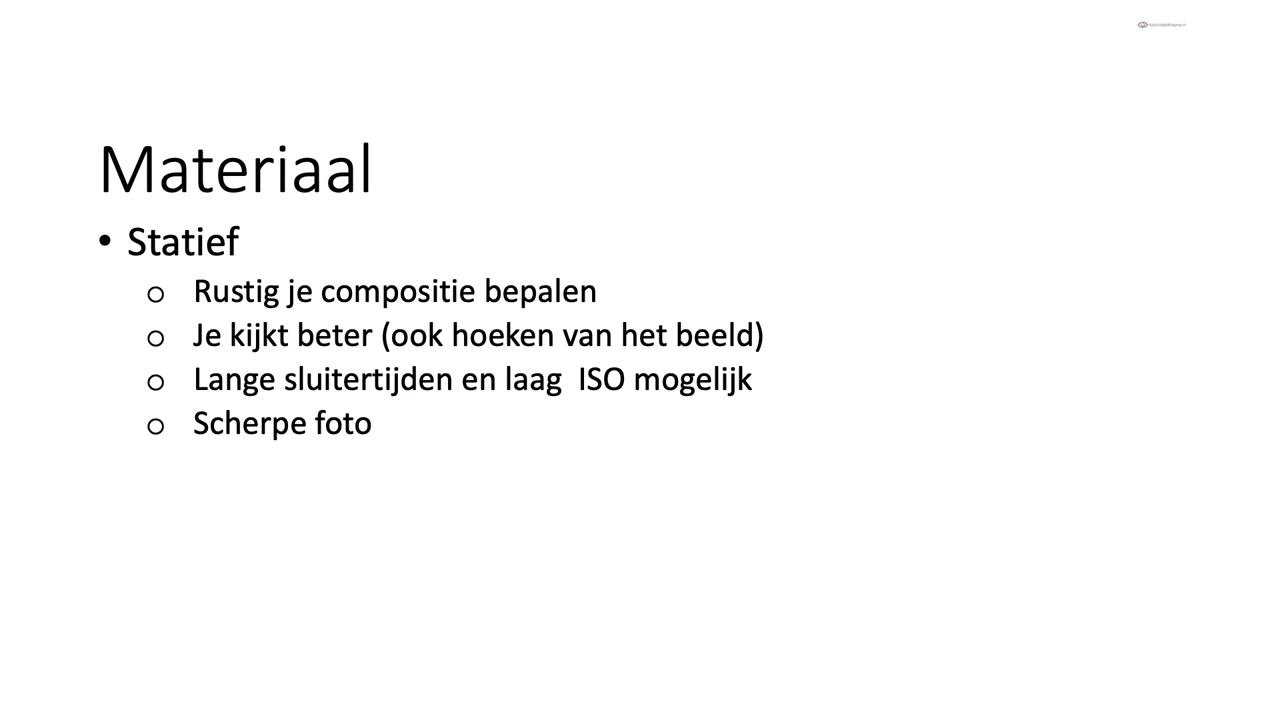 Materiaal
• Statief
o Rustig je compositie bepalen
o Je kijkt beter (ook hoeken van het beeld)
o Lange sluitertijden en laag  ISO mogelijk
o Scherpe foto